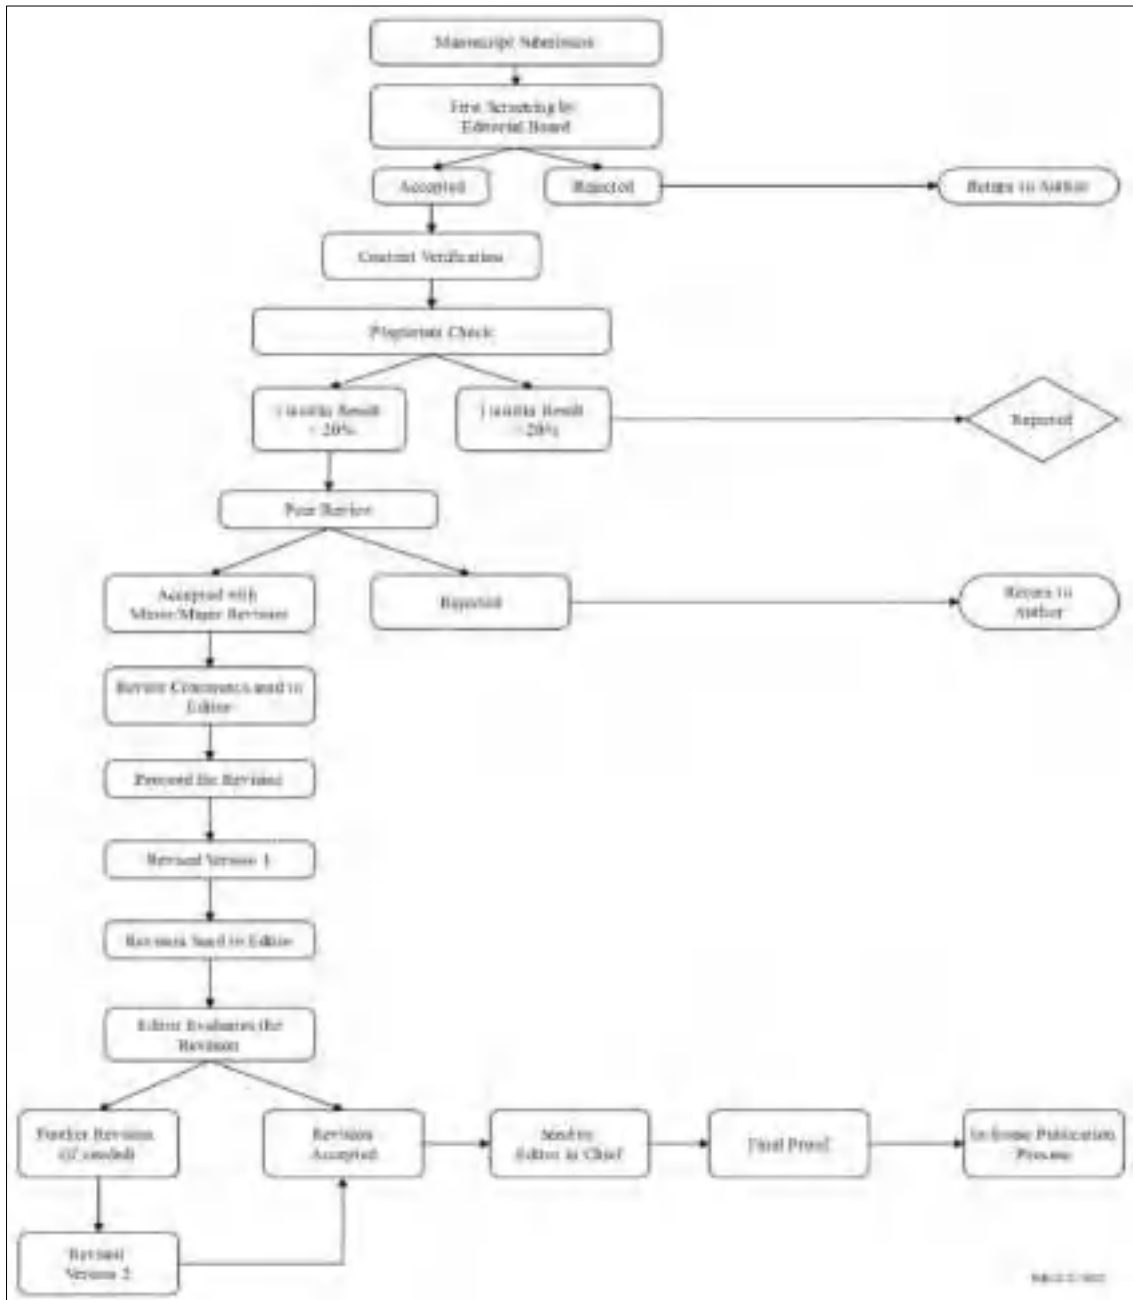 Manuscript Submission
First Screening by
Editorial Board
Accepted
Rejected
Return to Author
Content Verification
Plagiarism Check
Turnitin Result
20%
Turnitin Result
20%
Rejected
Peer Review
Accepted with
Minor/Major Revision
Rejected
Return to
Author
Review Comments send to
Editor
Proceed for Revision
Revised Version 1
Revision Send to Editor
Editor Evaluates the
Revision
Further Revision
(if needed)
Revision
Accepted
Send to
Editor in Chief
Final Proof
In-house Publication
Process
Revised
Version 2